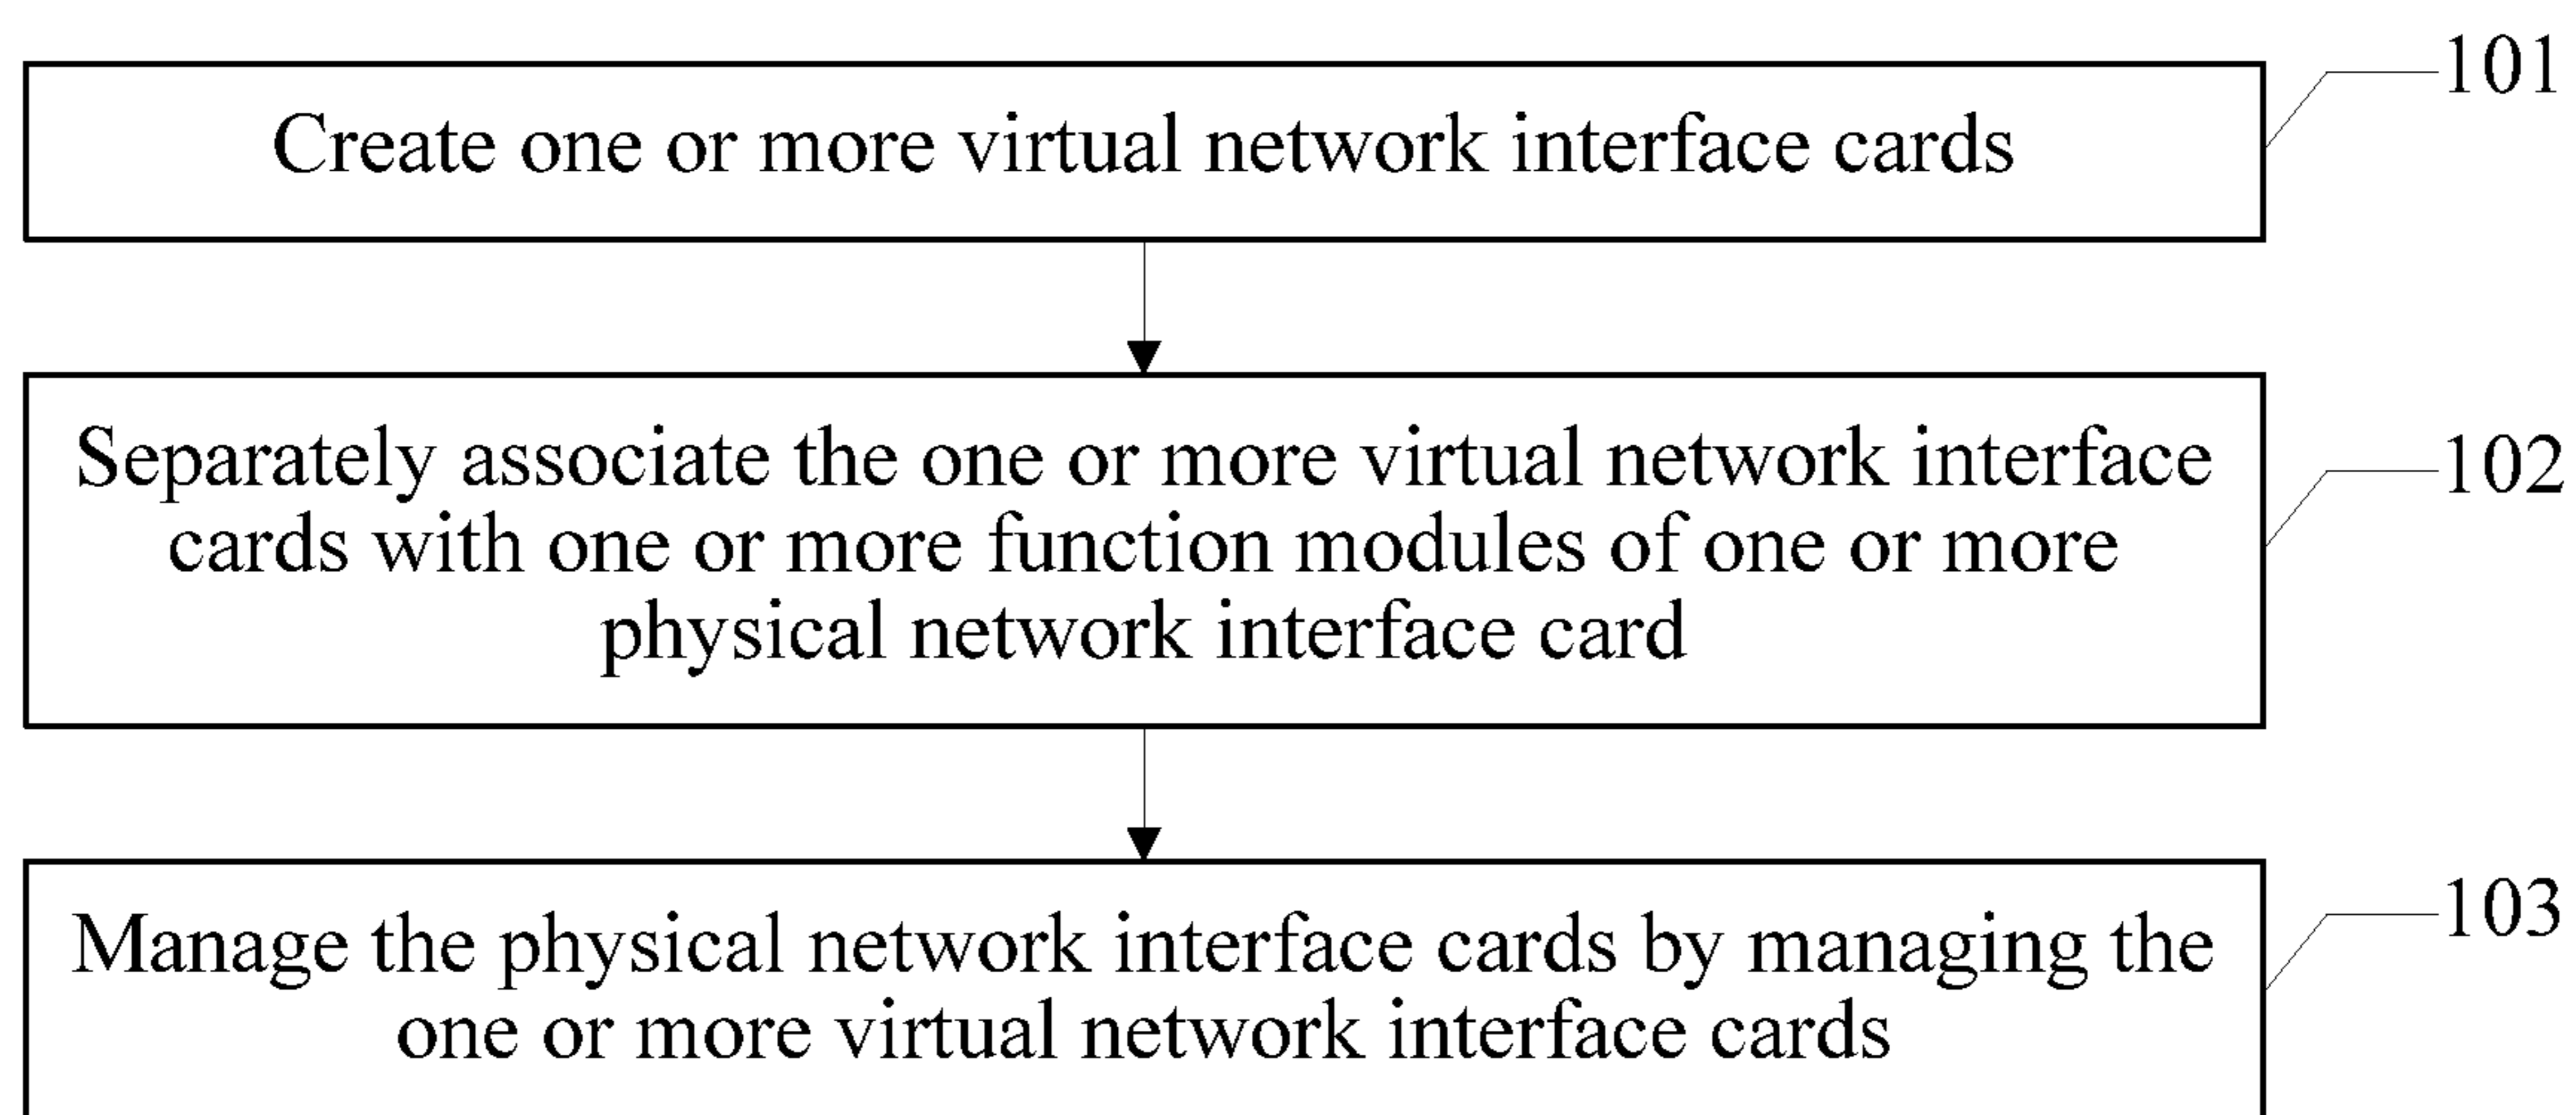 101
Create one or more virtual network interface cards
102
Separately associate the one or more virtual network interface
cards with one or more function modules of one or more
physical network interface card
103
Manage the physical network interface cards by managing the
one or more virtual network interface cards